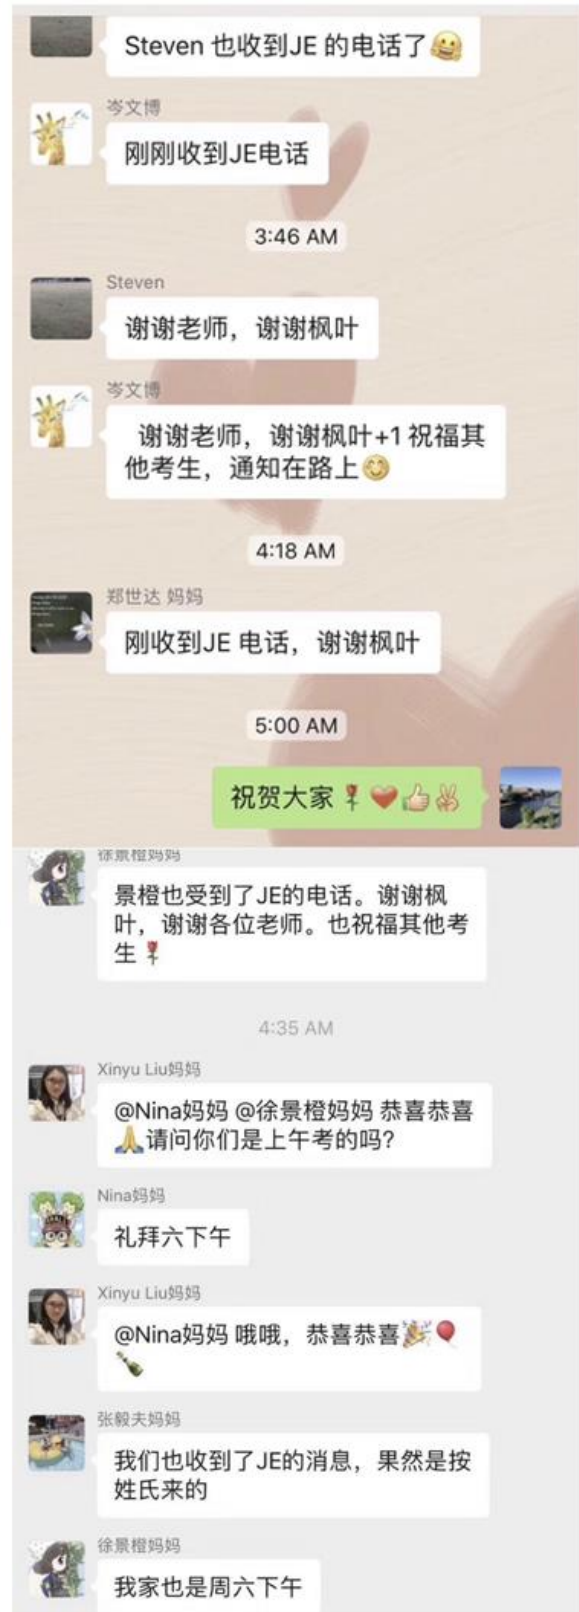 Steven 也收到JE 的电话了🤗
岑文博
刚刚收到JE电话
3:46 AM
Steven
谢谢老师，谢谢枫叶
岑文博
谢谢老师，谢谢枫叶+1 祝福其
他考生，通知在路上😊
4:18 AM
郑世达 妈妈
刚收到JE 电话，谢谢枫叶
5:00 AM
祝贺大家🌹❤️👍✌️
徐景橙妈妈
景橙也受到了JE的电话。谢谢枫
叶，谢谢各位老师。也祝福其他考
生🌹
4:35 AM
Xinyu Liu妈妈
@Nina妈妈 @徐景橙妈妈 恭喜恭喜
🙏请问你们是上午考的吗？
Nina妈妈
礼拜六下午
Xinyu Liu妈妈
@Nina妈妈 哦哦，恭喜恭喜🎉🎈
🍾
张毅夫妈妈
我们也收到了JE的消息，果然是按
姓氏来的
徐景橙妈妈
我家也是周六下午